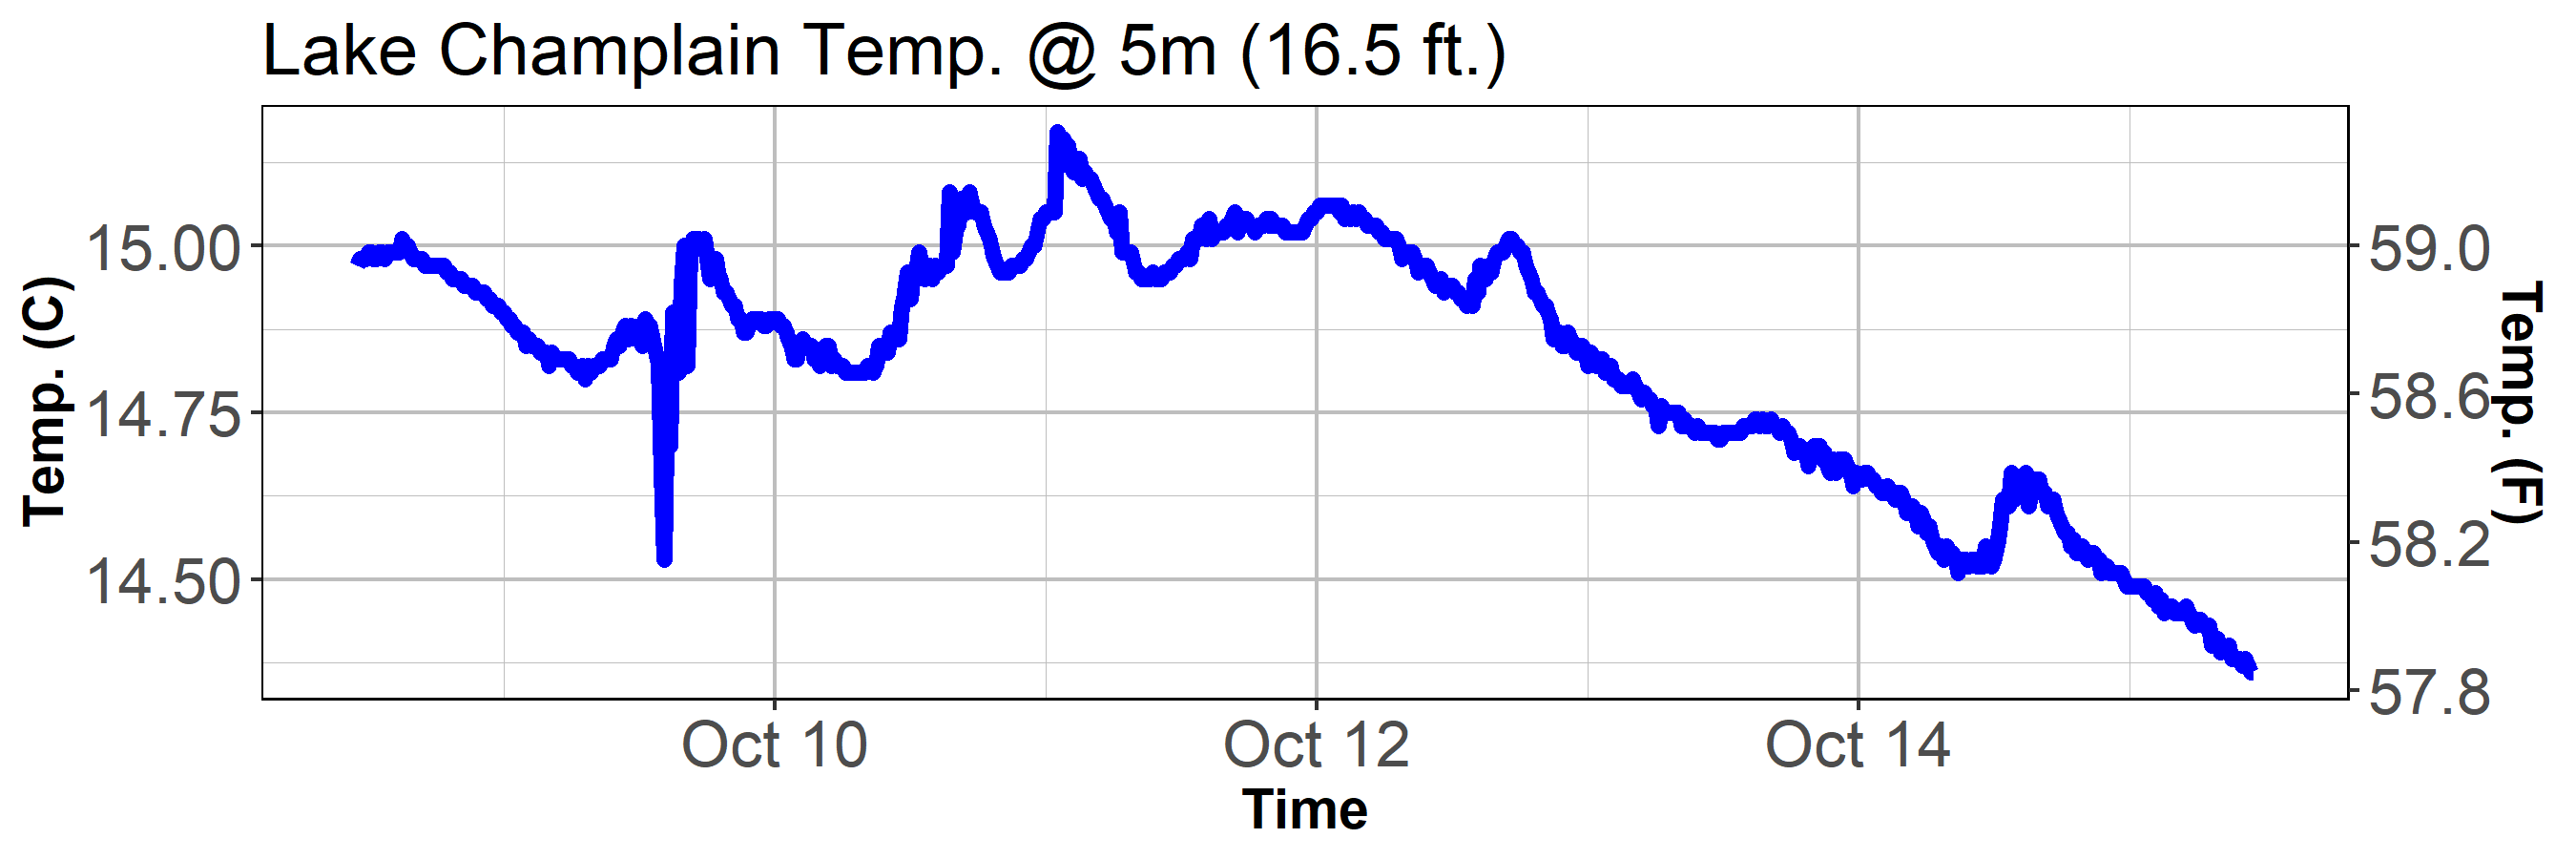 Lake Champlain Temp. @ 5m (16.5 ft.)
Temp. (C)
15.00
14.75
14.50
59.0
58.6
58.2
57.8
Temp. (F)
Oct 10
Oct 12
Oct 14
Time